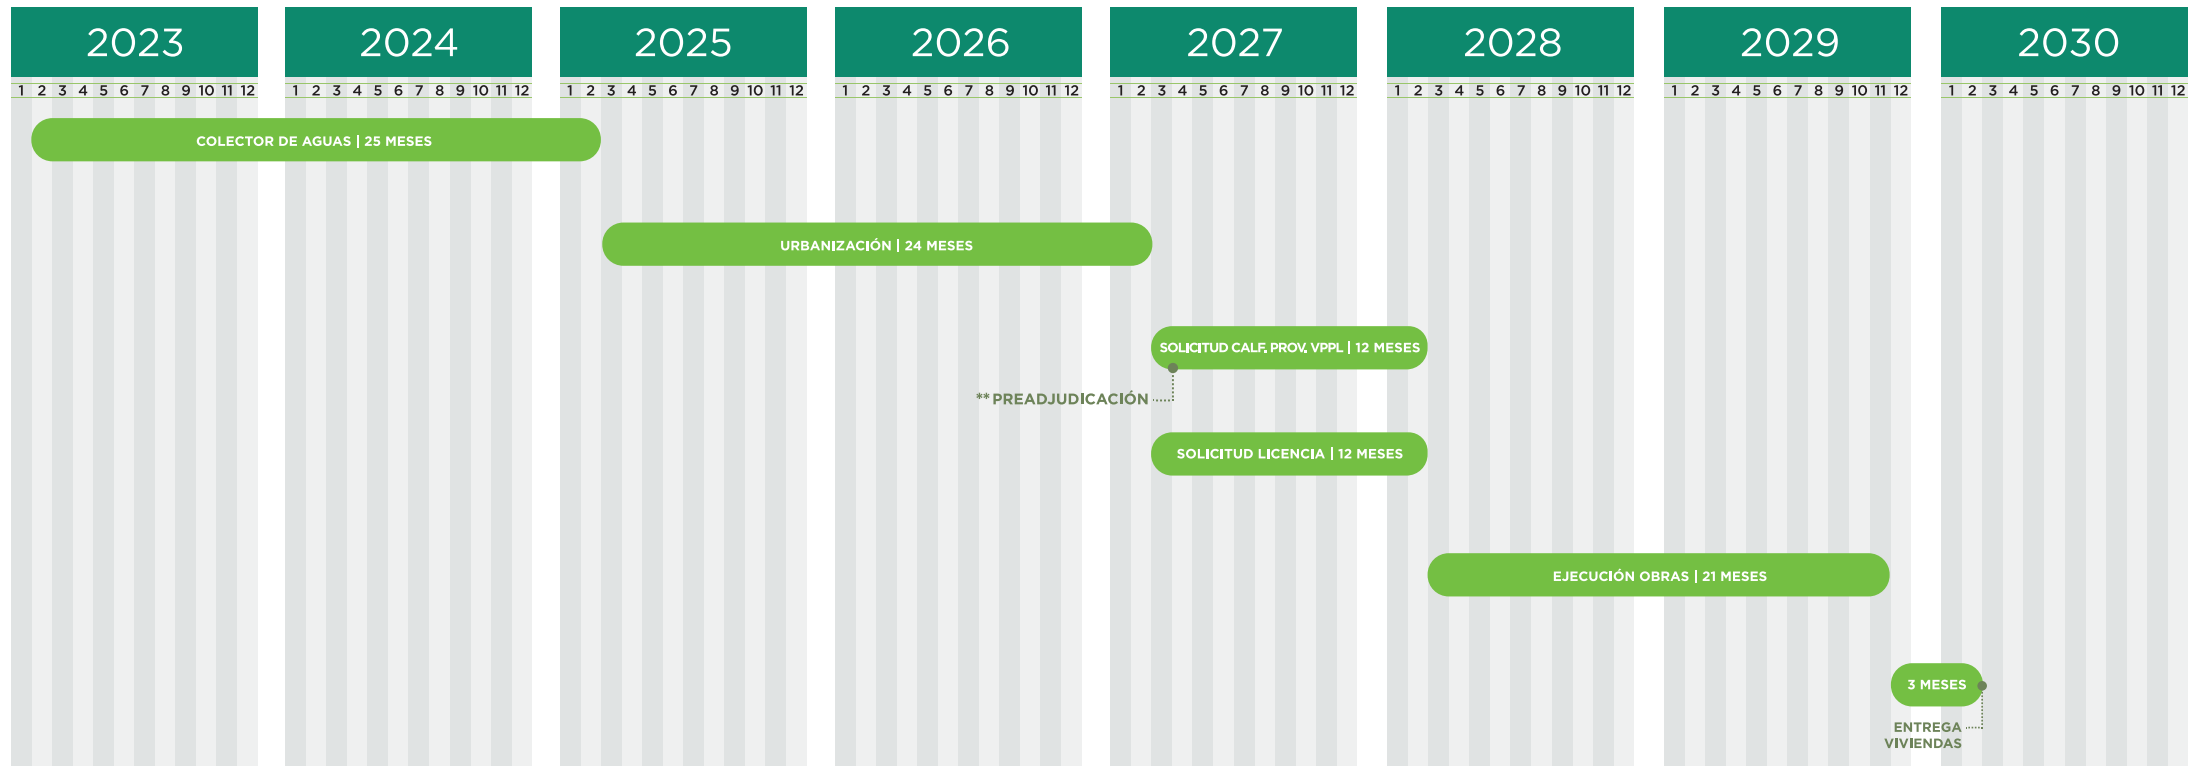 2023 2024 2025 2026 2027 2028 2029 2030
1 2 3 4 5 6 7 8 9 10 11 12 1 2 3 4 5 6 7 8 9 10 11 12 1 2 3 4 5 6 7 8 9 10 11 12 1 2 3 4 5 6 7 8 9 10 11 12 1 2 3 4 5 6 7 8 9 10 11 12 1 2 3 4 5 6 7 8 9 10 11 12 1 2 3 4 5 6 7 8 9 10 11 12 1 2 3 4 5 6 7 8 9 10 11 12
COLECTOR DE AGUAS | 25 MESES
URBANIZACIÓN | 24 MESES
SOLICITUD CALF. PROV. VPPL | 12 MESES
** PREADJUDICACIÓN
SOLICITUD LICENCIA | 12 MESES
EJECUCIÓN OBRAS | 21 MESES
3 MESES
ENTREGA
VIVIENDAS